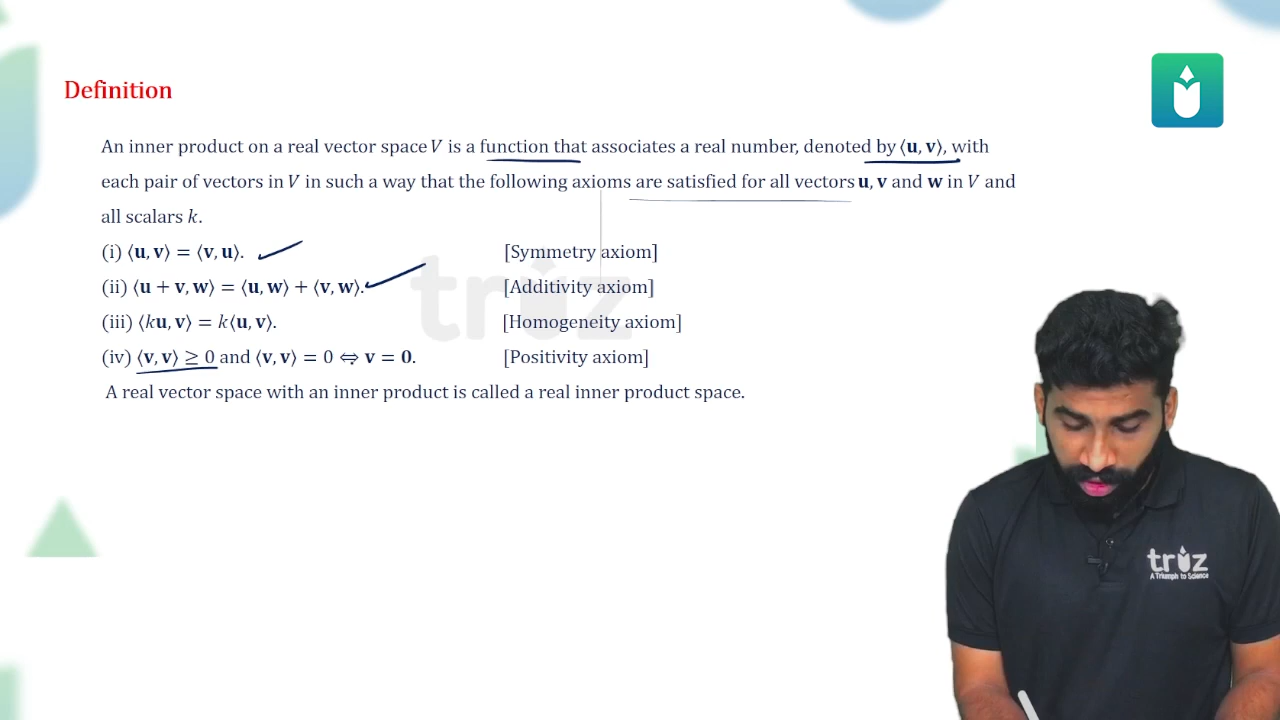 Definition
An inner product on a real vector space V is a function that associates a real number, denoted by ⟨u, v⟩, with
each pair of vectors in V in such a way that the following axioms are satisfied for all vectors u, v and w in V and
all scalars k.
(i) ⟨u, v⟩ = ⟨v, u⟩. [Symmetry axiom]
(ii) ⟨u + v, w⟩ = ⟨u, w⟩ + ⟨v, w⟩. [Additivity axiom]
(iii) ⟨ku, v⟩ = k⟨u, v⟩. [Homogeneity axiom]
(iv) ⟨v, v⟩ ≥ 0 and ⟨v, v⟩ = 0 ⇔ v = 0. [Positivity axiom]
A real vector space with an inner product is called a real inner product space.
truz
truz
A Triumph to Science